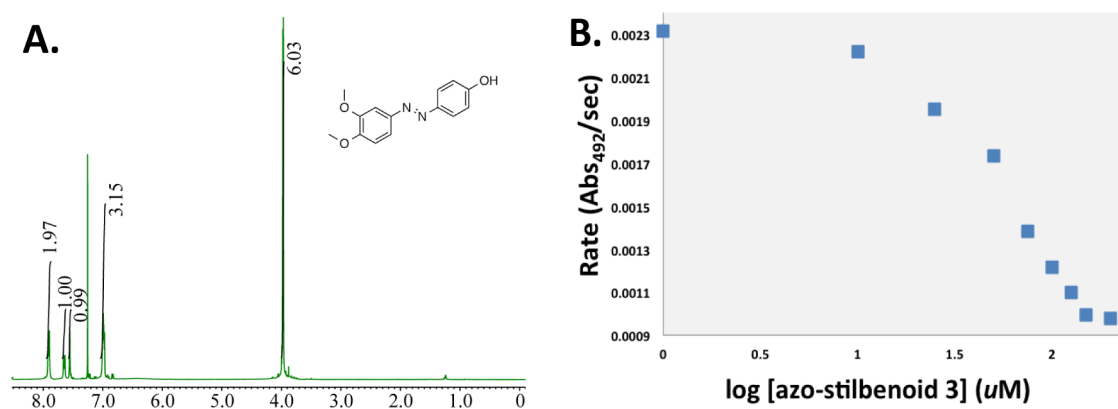 A.
6.03
OH
N
N
O
O
3.15
1.97
1.00
0.99
8.0 7.0 6.0 5.0 4.0 3.0 2.0 1.0 0
B.
Rate (Abs492/sec)
0.0023
0.0021
0.0019
0.0017
0.0015
0.0013
0.0011
0.0009
0 0.5 1 1.5 2
log [azo-stilbenoid 3] (uM)